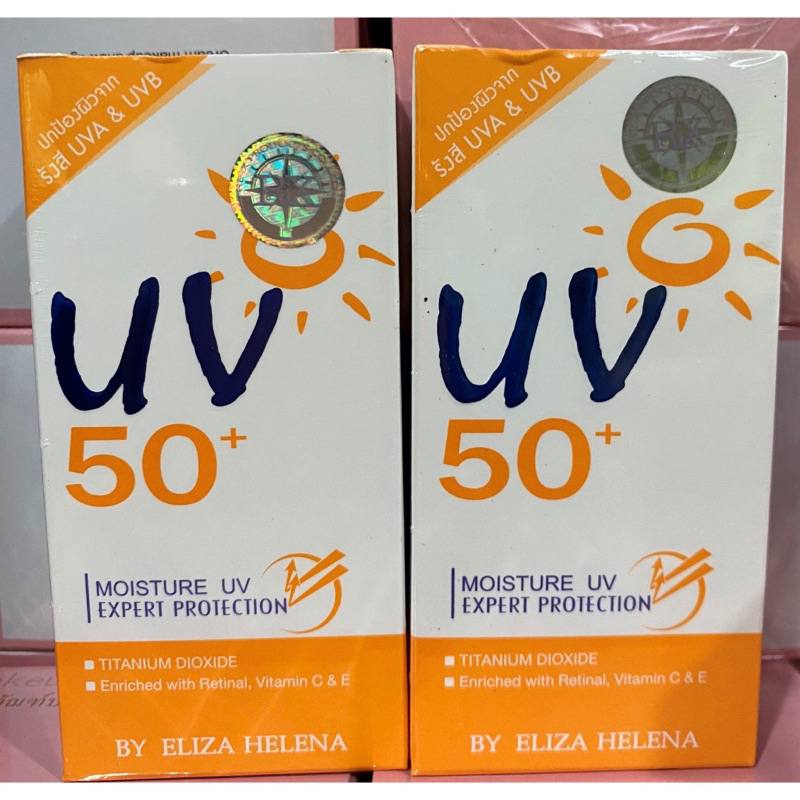 ปกป้องผิวจาก
รังสี UVA & UVB
UV
50+
MOISTURE UV
EXPERT PROTECTION
TITANIUM DIOXIDE
Enriched with Retinal, Vitamin C & E
BY ELIZA HELENA
ปกป้องผิวจาก
รังสี UVA & UVB
UV
50+
MOISTURE UV
EXPERT PROTECTION
TITANIUM DIOXIDE
Enriched with Retinal, Vitamin C & E
BY ELIZA HELENA